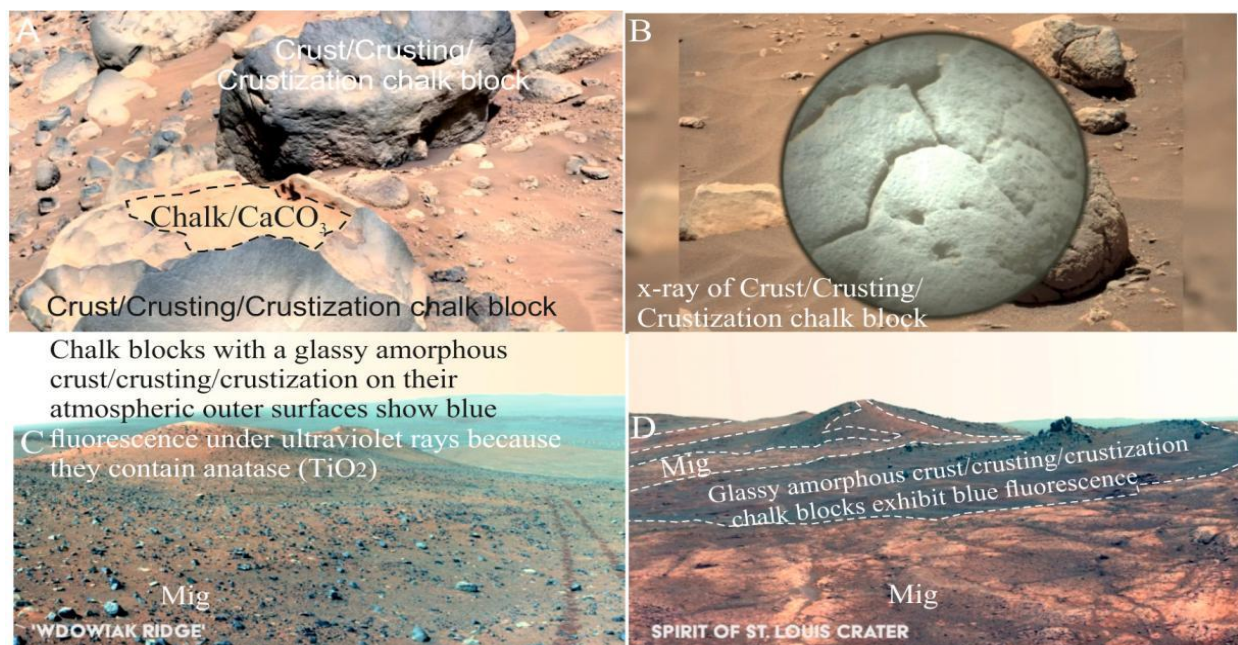 A
Crust/Crusting/
Crustization chalk block
Chalk/CaCO3
Crust/Crusting/Crustization chalk block
B
x-ray of Crust/Crusting/
Crustization chalk block
Chalk blocks with a glassy amorphous
crust/crusting/crustization on their
atmospheric outer surfaces show blue
C fluorescence under ultraviolet rays because
they contain anatase (TiO2)
Mig
'WDOWIAK RIDGE'
D
Mig
Glassy amorphous crust/crusting/crustization
chalk blocks exhibit blue fluorescence
Mig
SPIRIT OF ST. LOUIS CRATER